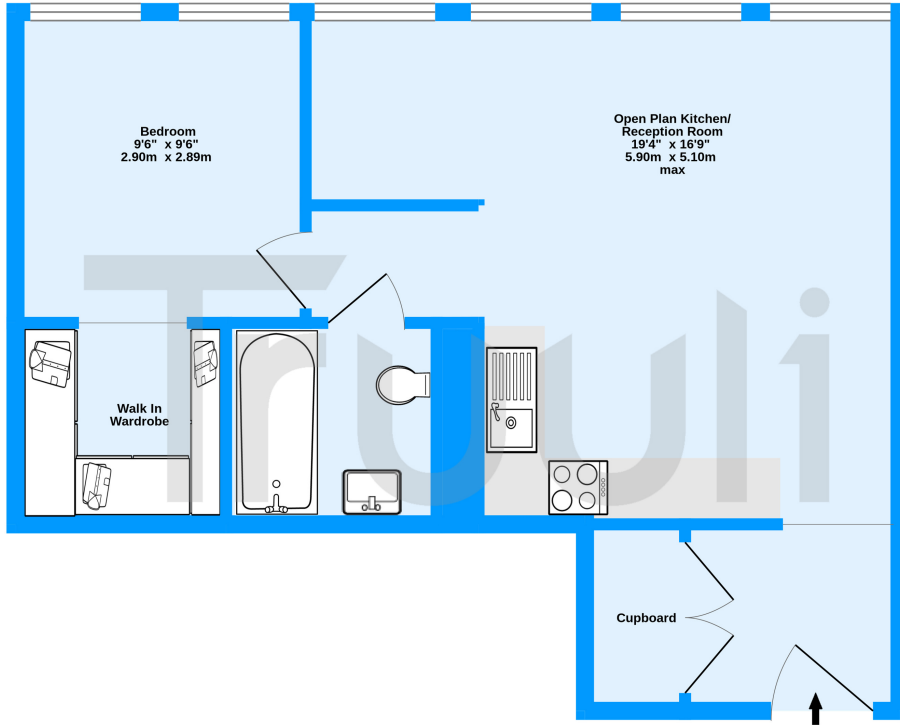 Bedroom
9'6" x 9'6"
2.90m x 2.89m
Open Plan Kitchen/
Reception Room
19'4" x 16'9"
5.90m x 5.10m
max
Truuli
Walk In
Wardrobe
Cupboard